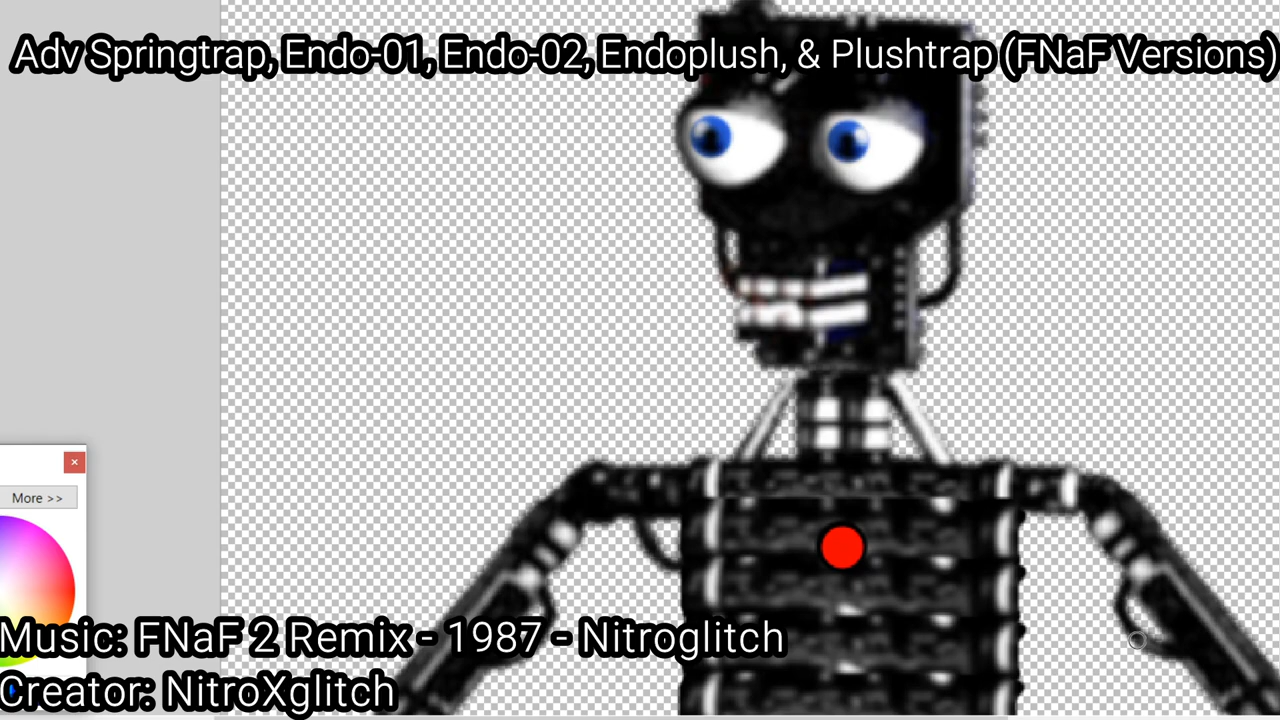 Adv Springtrap, Endo-01, Endo-02, Endoplush, & Plushtrap (FNaF Versions)
More >>
Music: FNaF 2 Remix - 1987 - Nitroglitch
Creator: NitroXglitch